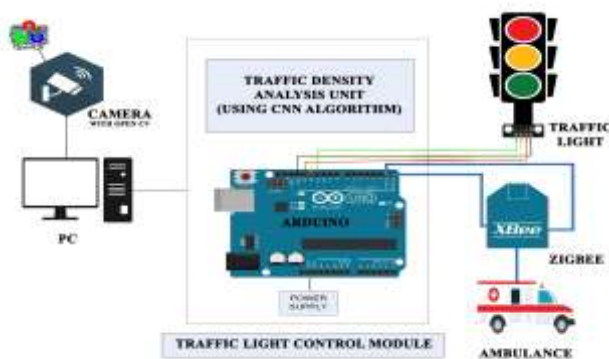 TRAFFIC DENSITY
ANALYSIS UNIT
(USING CNN ALGORITHM)
CAMERA
WITH OPEN CV
TRAFFIC
LIGHT
PC
ARDUINO
UNO
XBee
ZIGBEE
POWER
SUPPLY
TRAFFIC LIGHT CONTROL MODULE
AMBULANCE